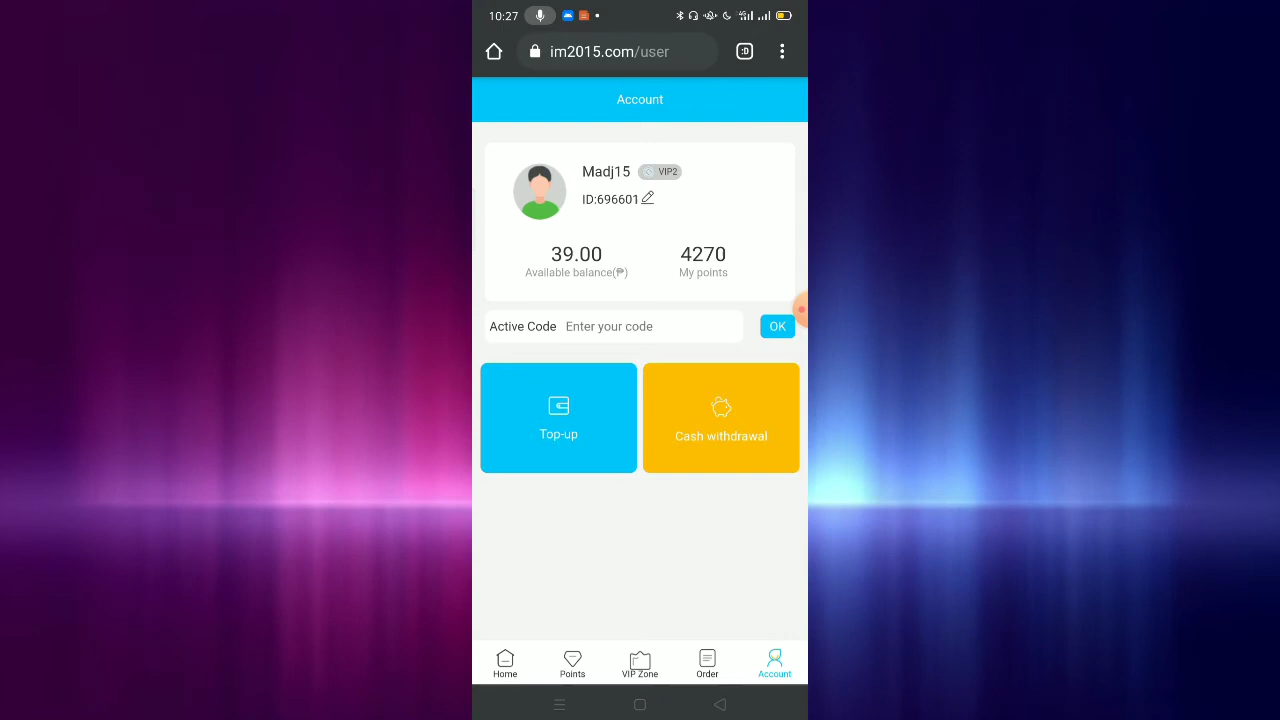 10:27
im2015.com/user
:D
Account
Madj15 VIP2
ID:696601
39.00 4270
Available balance(₱) My points
Active Code Enter your code OK
Top-up Cash withdrawal
Home Points VIP Zone Order Account